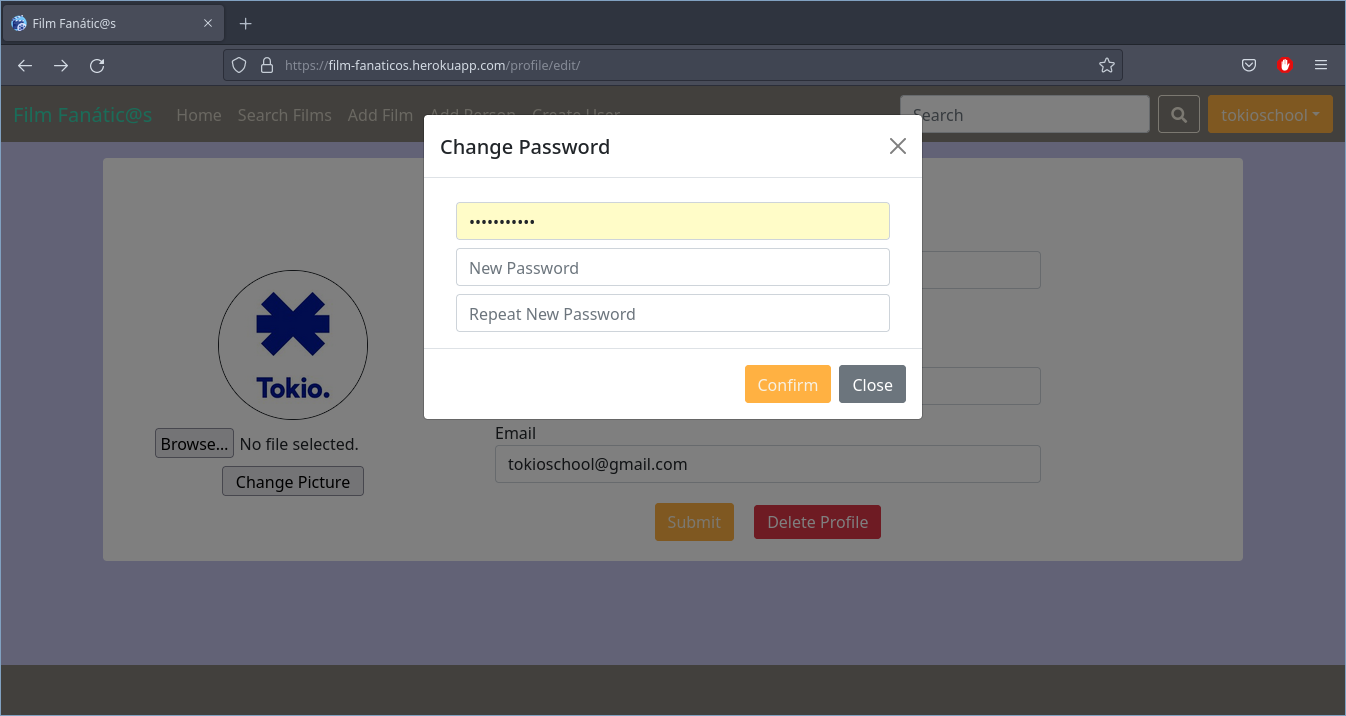 Film Fanátic@s
https://film-fanaticos.herokuapp.com/profile/edit/
Film Fanátic@s Home Search Films Add Film Add Person Create User Search tokioschool
Change Password
•••••••••••
New Password
Repeat New Password
Confirm Close
Tokio.
Browse... No file selected.
Change Picture
Email
tokioschool@gmail.com
Submit Delete Profile